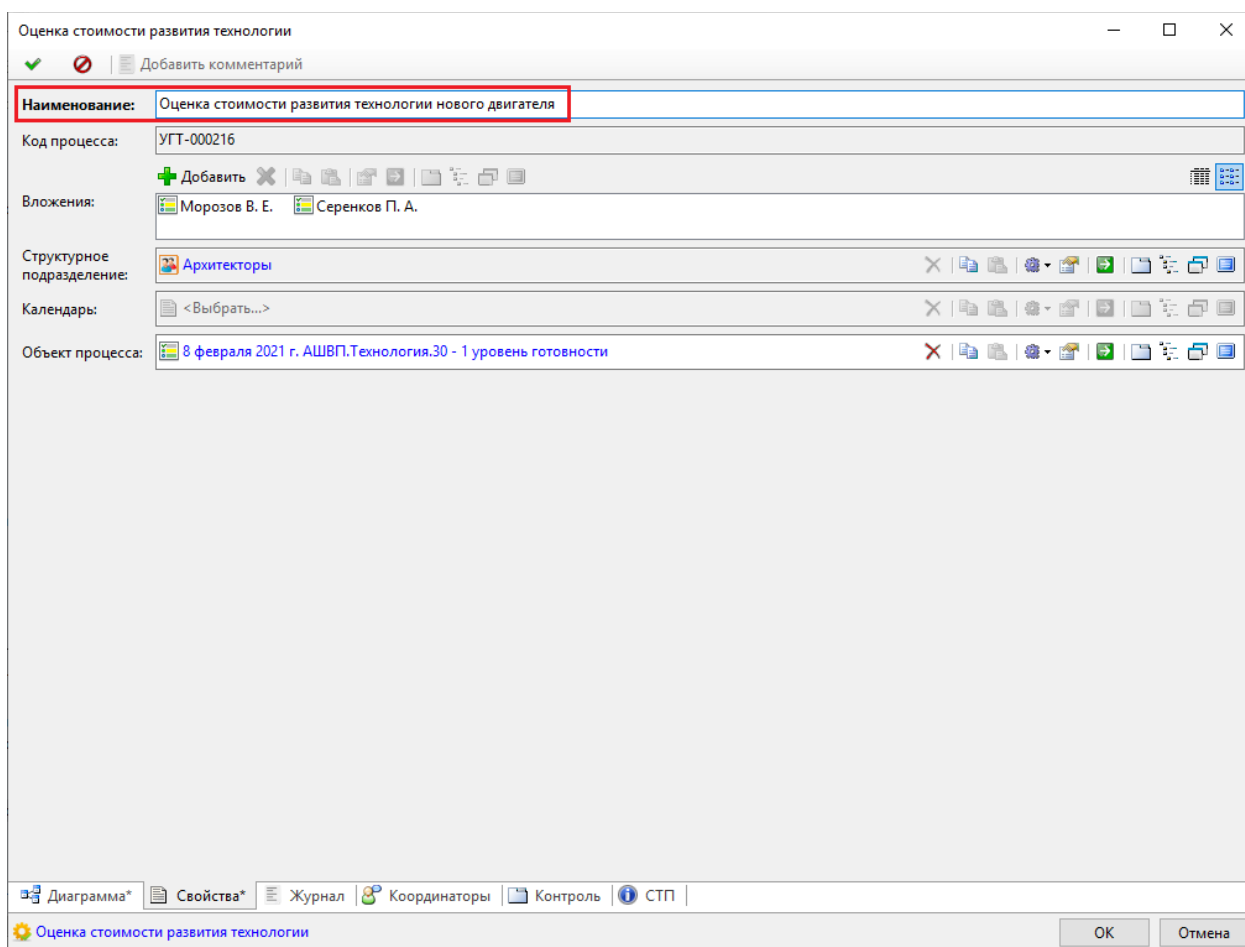 Оценка стоимости развития технологии
Добавить комментарий
Наименование: Оценка стоимости развития технологии нового двигателя
Код процесса: УГТ-000216
Добавить
Вложения: Морозов В. Е. Серенков П. А.
Структурное
подразделение: Архитекторы
Календарь: <Выбрать...>
Объект процесса: 8 февраля 2021 г. АШВП.Технология.30 - 1 уровень готовности
Диаграмма* Свойства* Журнал Координаторы Контроль СТП
Оценка стоимости развития технологии ОК Отмена